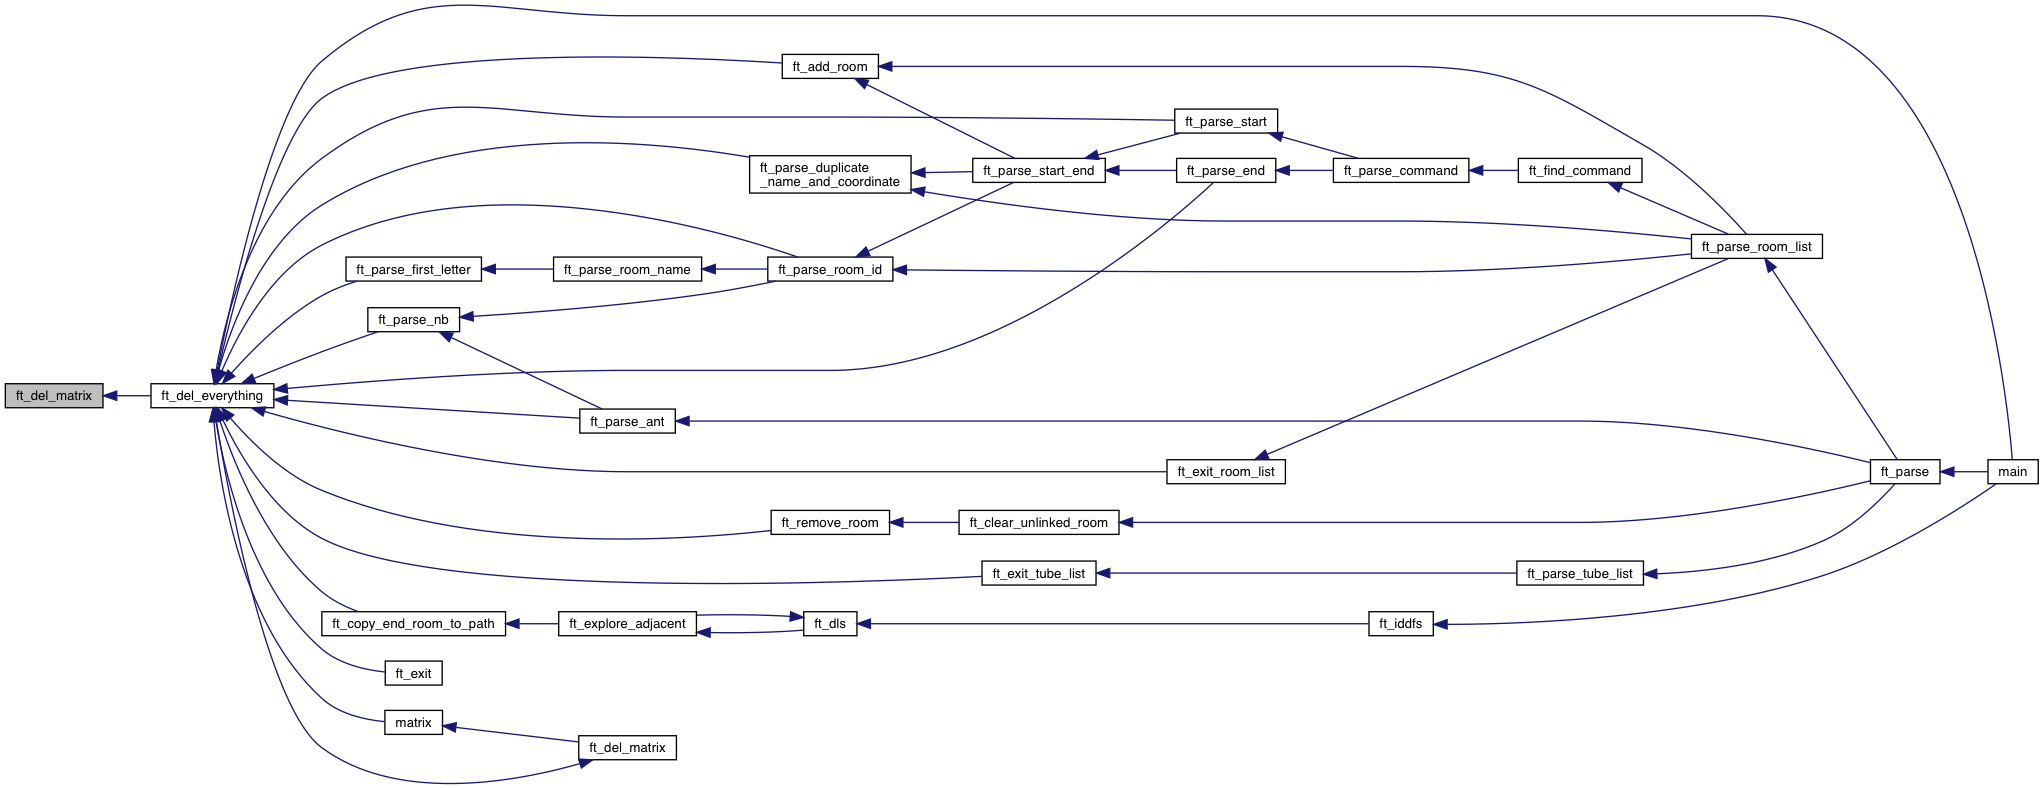 ft_add_room
ft_parse_start
ft_parse_duplicate
_name_and_coordinate
ft_parse_start_end
ft_parse_end
ft_parse_command
ft_find_command
ft_parse_room_list
ft_parse_first_letter
ft_parse_room_name
ft_parse_room_id
ft_parse_nb
ft_del_matrix
ft_del_everything
ft_parse_ant
ft_exit_room_list
ft_parse
main
ft_remove_room
ft_clear_unlinked_room
ft_exit_tube_list
ft_parse_tube_list
ft_copy_end_room_to_path
ft_explore_adjacent
ft_dls
ft_iddfs
ft_exit
matrix
ft_del_matrix